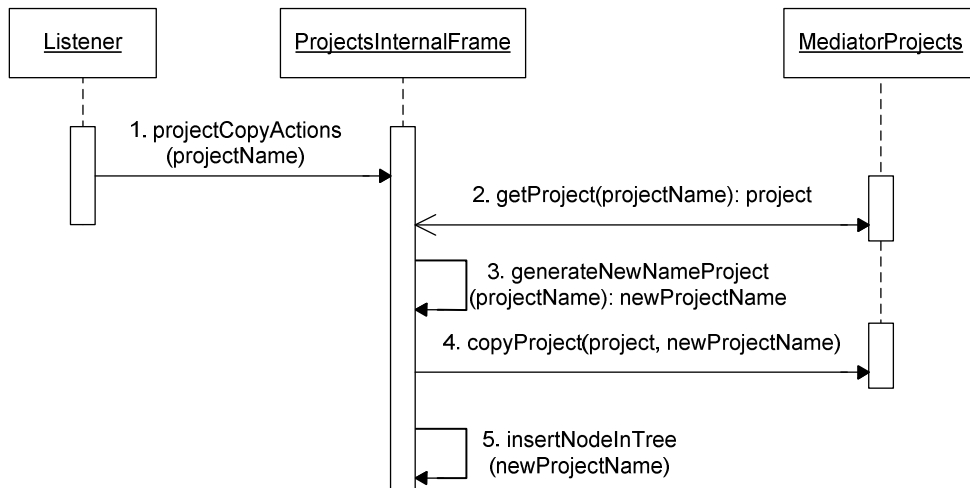 Listener
ProjectsInternalFrame
MediatorProjects
1. projectCopyActions
(projectName)
2. getProject(projectName): project
3. generateNewNameProject
(projectName): newProjectName
4. copyProject(project, newProjectName)
5. insertNodeInTree
(newProjectName)